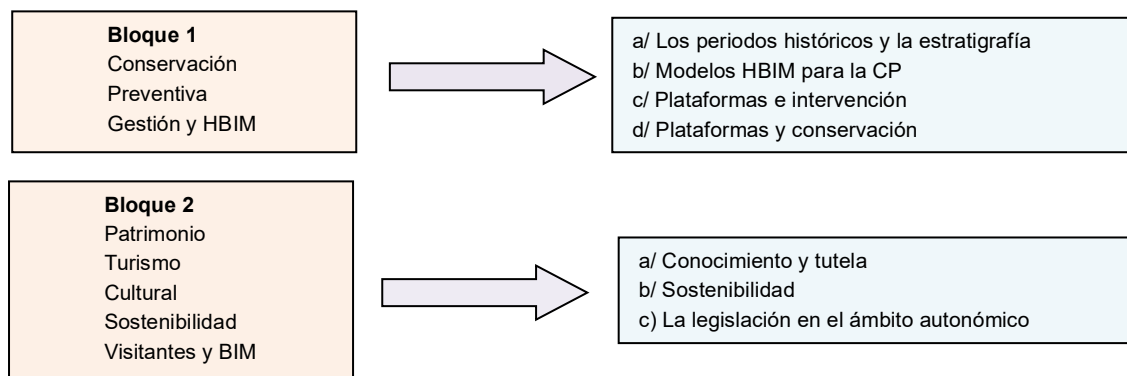 Bloque 1
Conservación
Preventiva
Gestión y HBIM
a/ Los periodos históricos y la estratigrafía
b/ Modelos HBIM para la CP
c/ Plataformas e intervención
d/ Plataformas y conservación
Bloque 2
Patrimonio
Turismo
Cultural
Sostenibilidad
Visitantes y BIM
a/ Conocimiento y tutela
b/ Sostenibilidad
c) La legislación en el ámbito autonómico